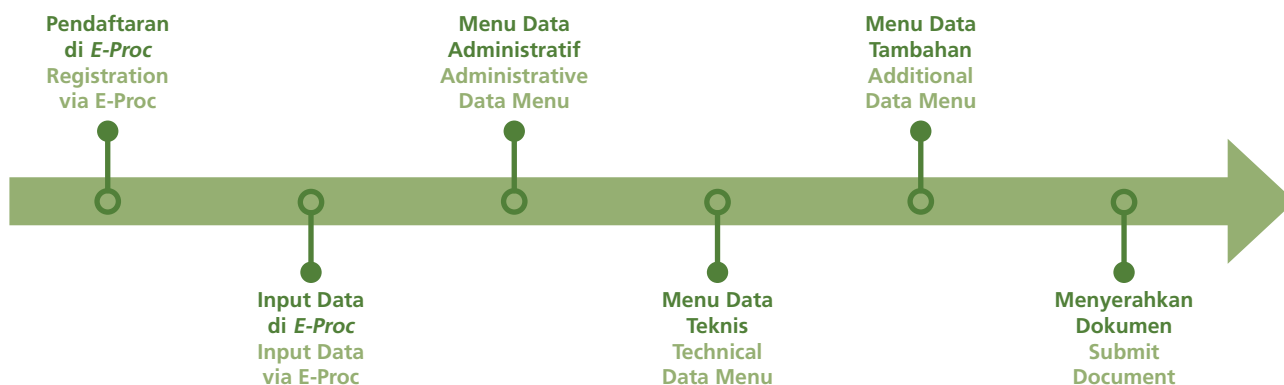 Pendaftaran
di E-Proc
Registration
via E-Proc
Input Data
di E-Proc
Input Data
via E-Proc
Menu Data
Administratif
Administrative
Data Menu
Menu Data
Teknis
Technical
Data Menu
Menu Data
Tambahan
Additional
Data Menu
Menyerahkan
Dokumen
Submit
Document